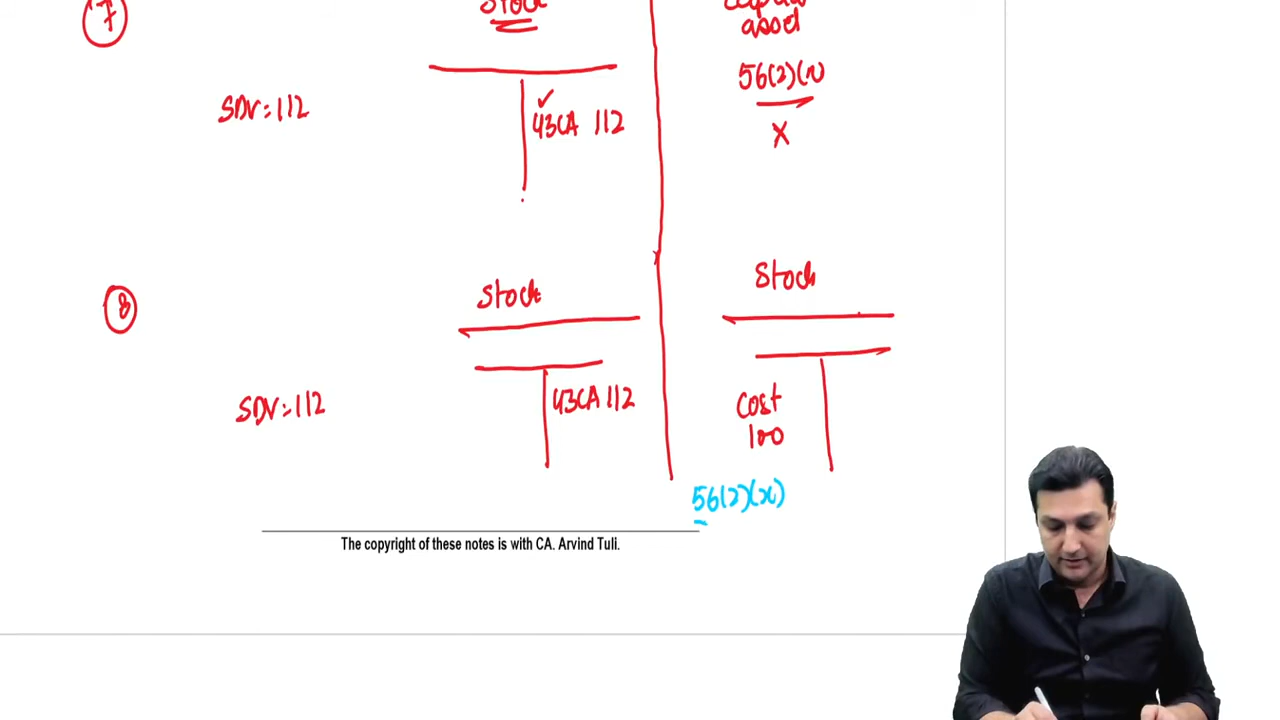 7
Stock
asset
56(2)(x)
SDV=112
43CA 112
X
8
Stock
Stock
SDV=112
43CA 112
Cost
100
56(2)(x)
The copyright of these notes is with CA. Arvind Tuli.